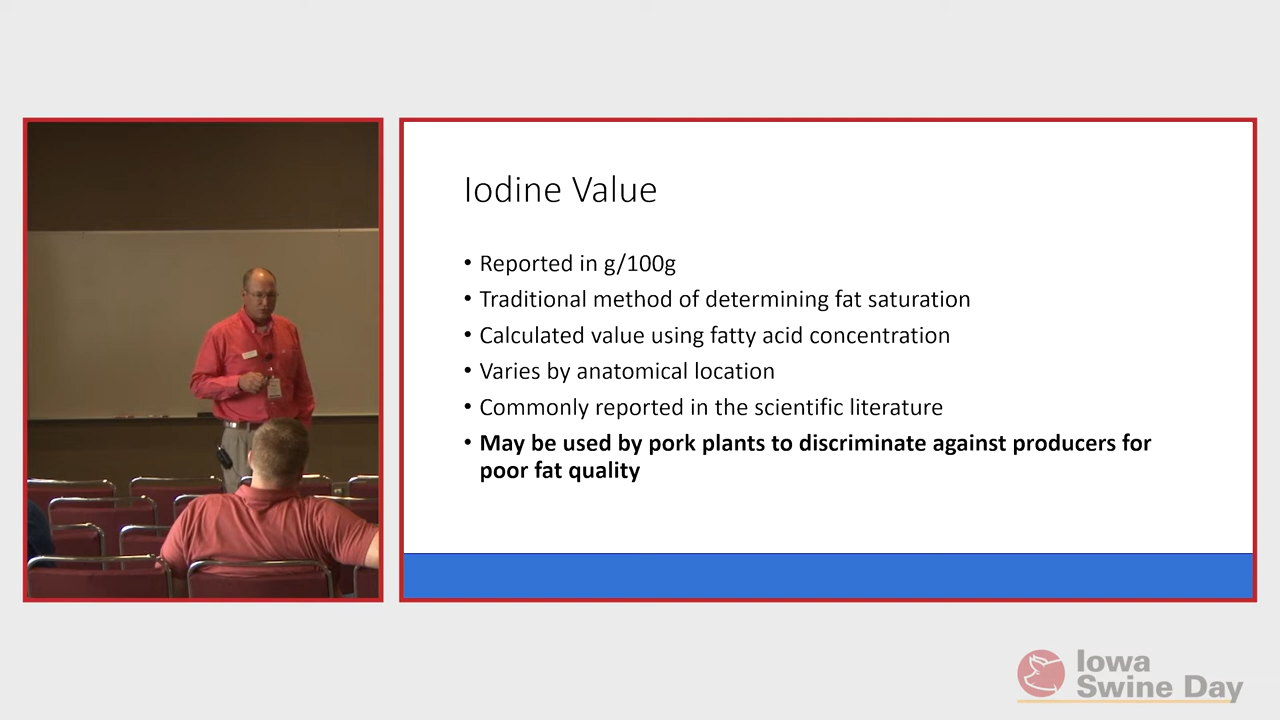 Iodine Value
• Reported in g/100g
• Traditional method of determining fat saturation
• Calculated value using fatty acid concentration
• Varies by anatomical location
• Commonly reported in the scientific literature
• May be used by pork plants to discriminate against producers for
poor fat quality
Iowa
Swine Day